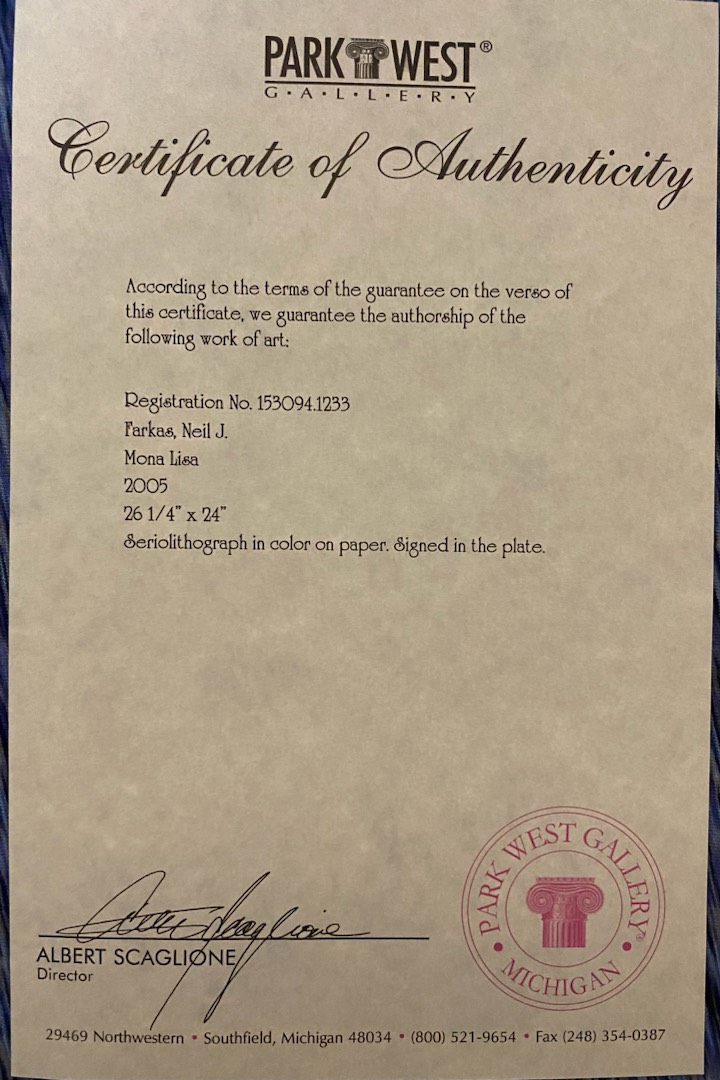 PARK WEST®
G·A·L·L·E·R·Y
Certificate of Authenticity
According to the terms of the guarantee on the verso of
this certificate, we guarantee the authorship of the
following work of art:
Registration No. 153094.1233
Farkas, Neil J.
Mona Lisa
2005
26 1/4” x 24”
Seriolithograph in color on paper. Signed in the plate.
Albert Scaglione
ALBERT SCAGLIONE
Director
PARK WEST GALLERY®
• MICHIGAN •
29469 Northwestern • Southfield, Michigan 48034 • (800) 521-9654 • Fax (248) 354-0387